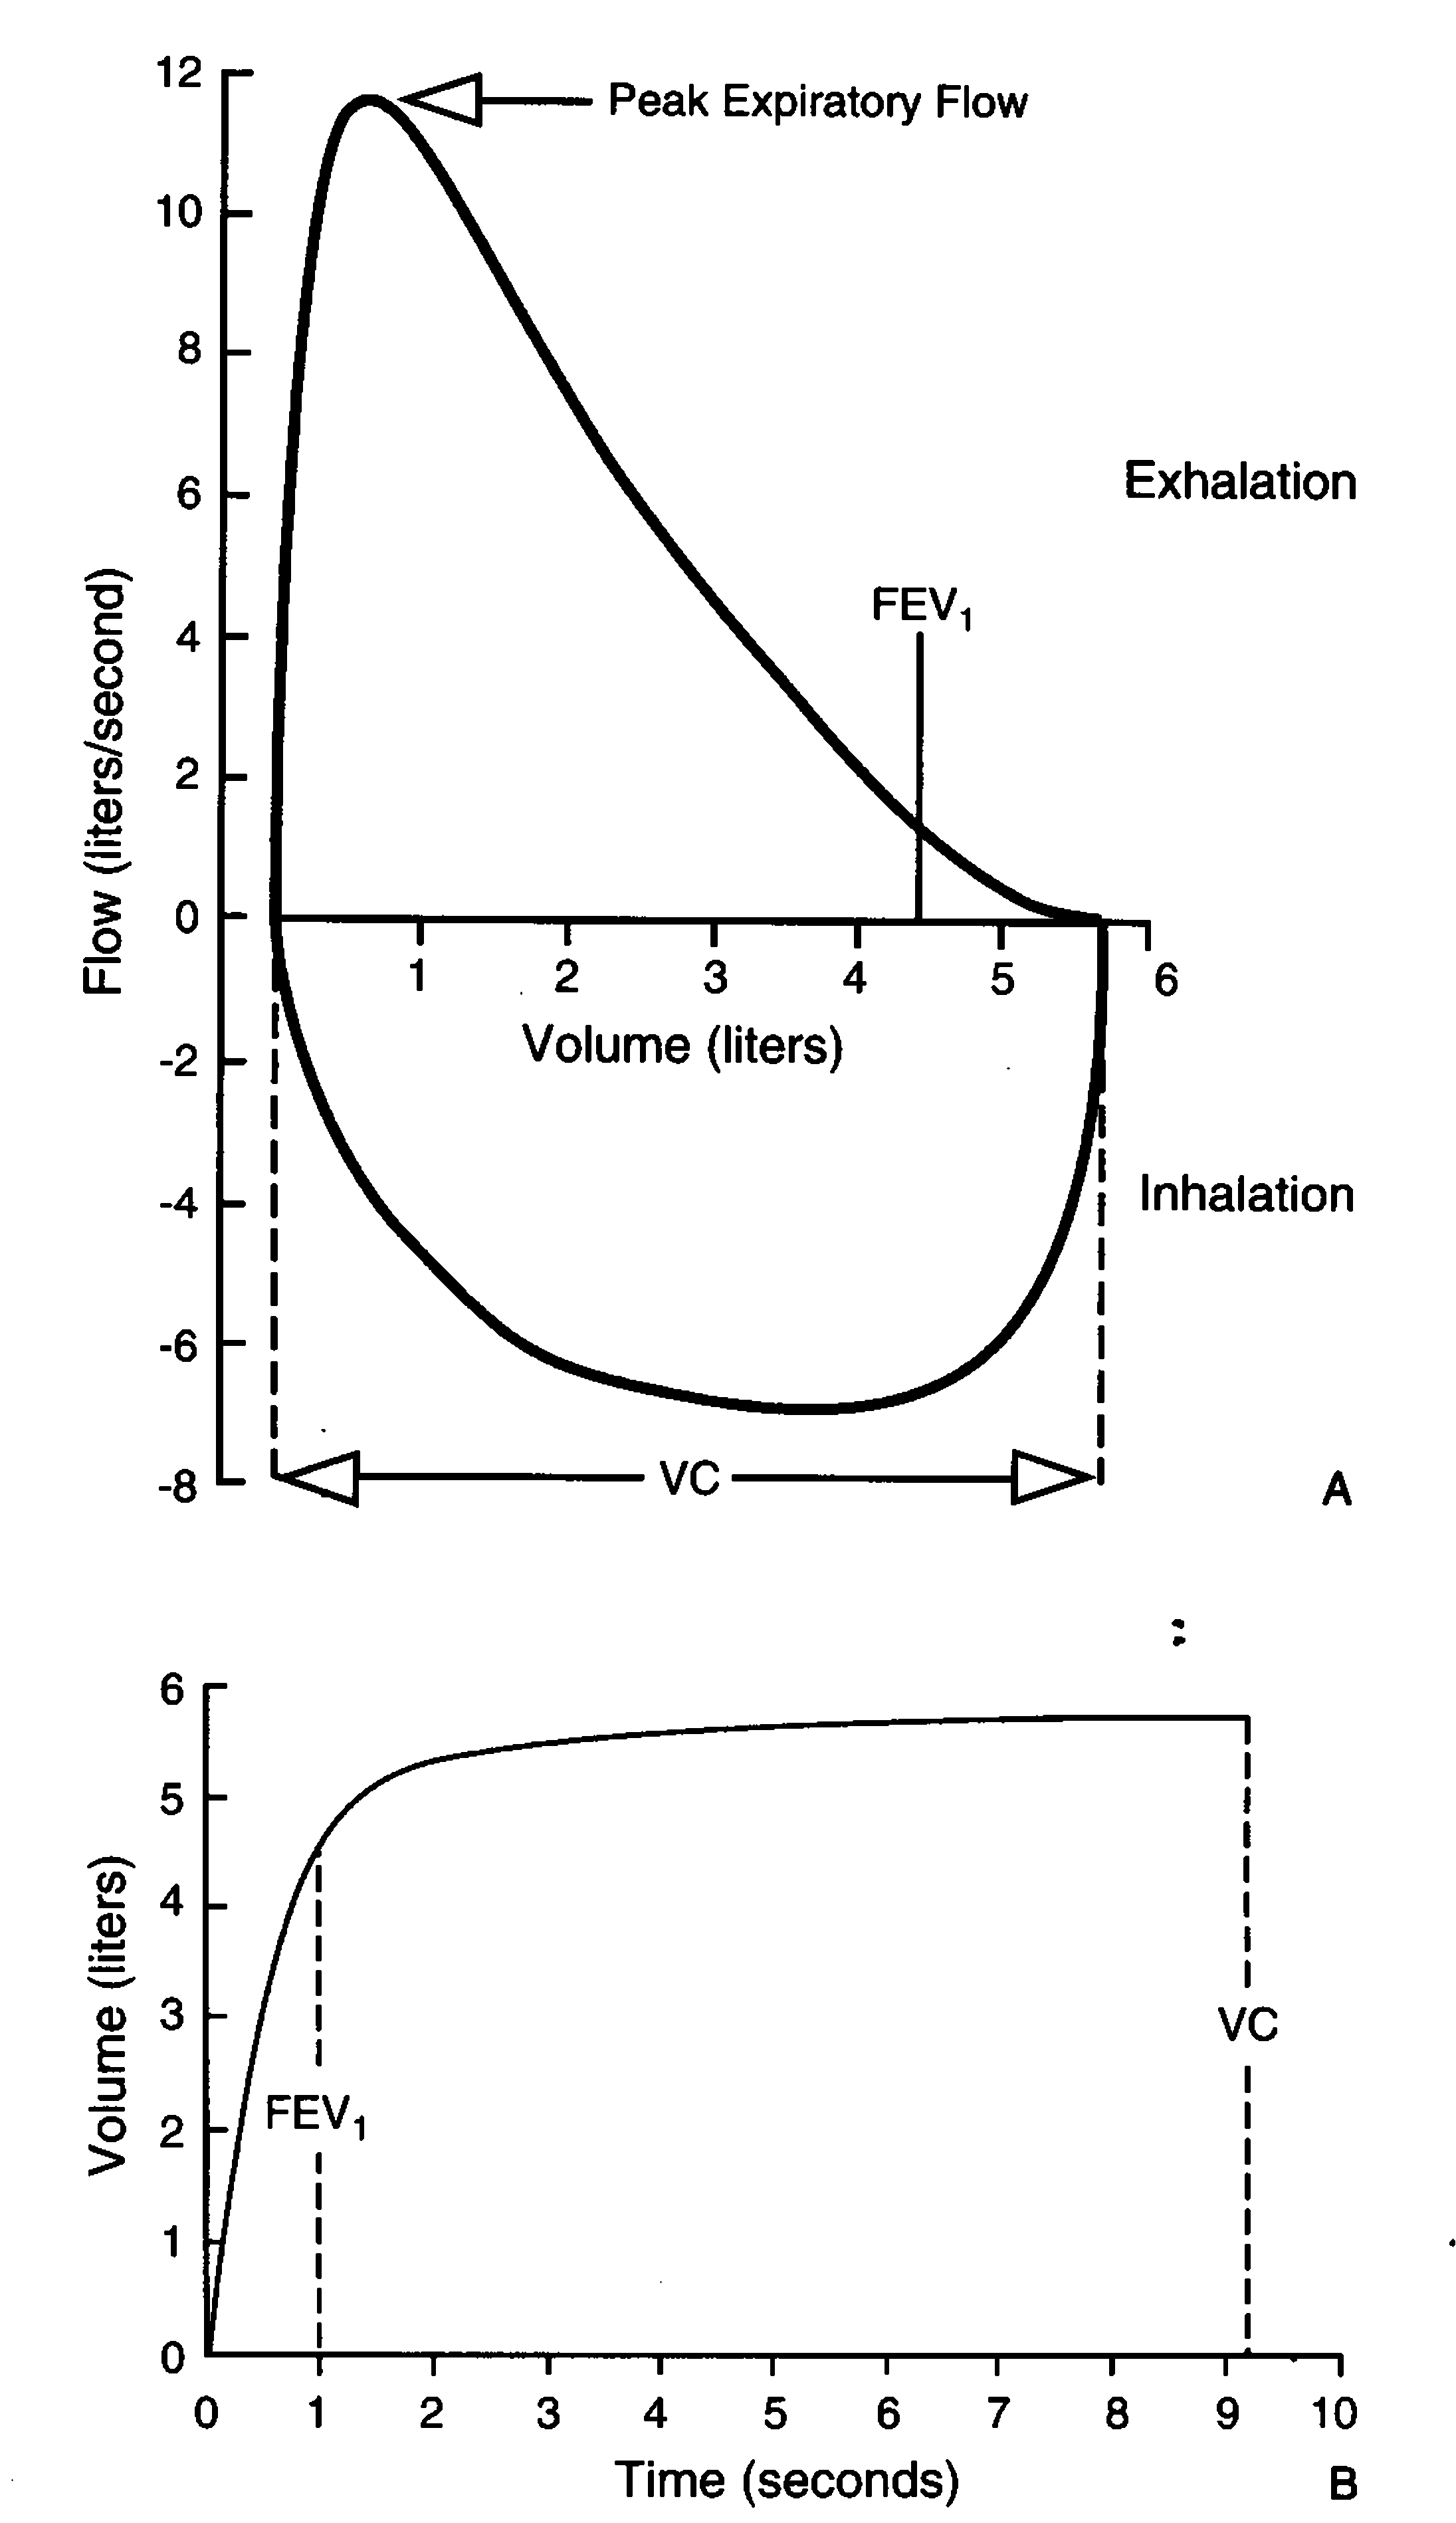 12
Peak Expiratory Flow
10
8
6
Exhalation
FEV1
4
2
0
Flow (liters/second)
1 2 3 4 5 6
Volume (liters)
-2
-4
Inhalation
-6
-8
VC
A
6
5
4
3
VC
2
FEV1
1
0
Volume (liters)
0 1 2 3 4 5 6 7 8 9 10
Time (seconds)
B